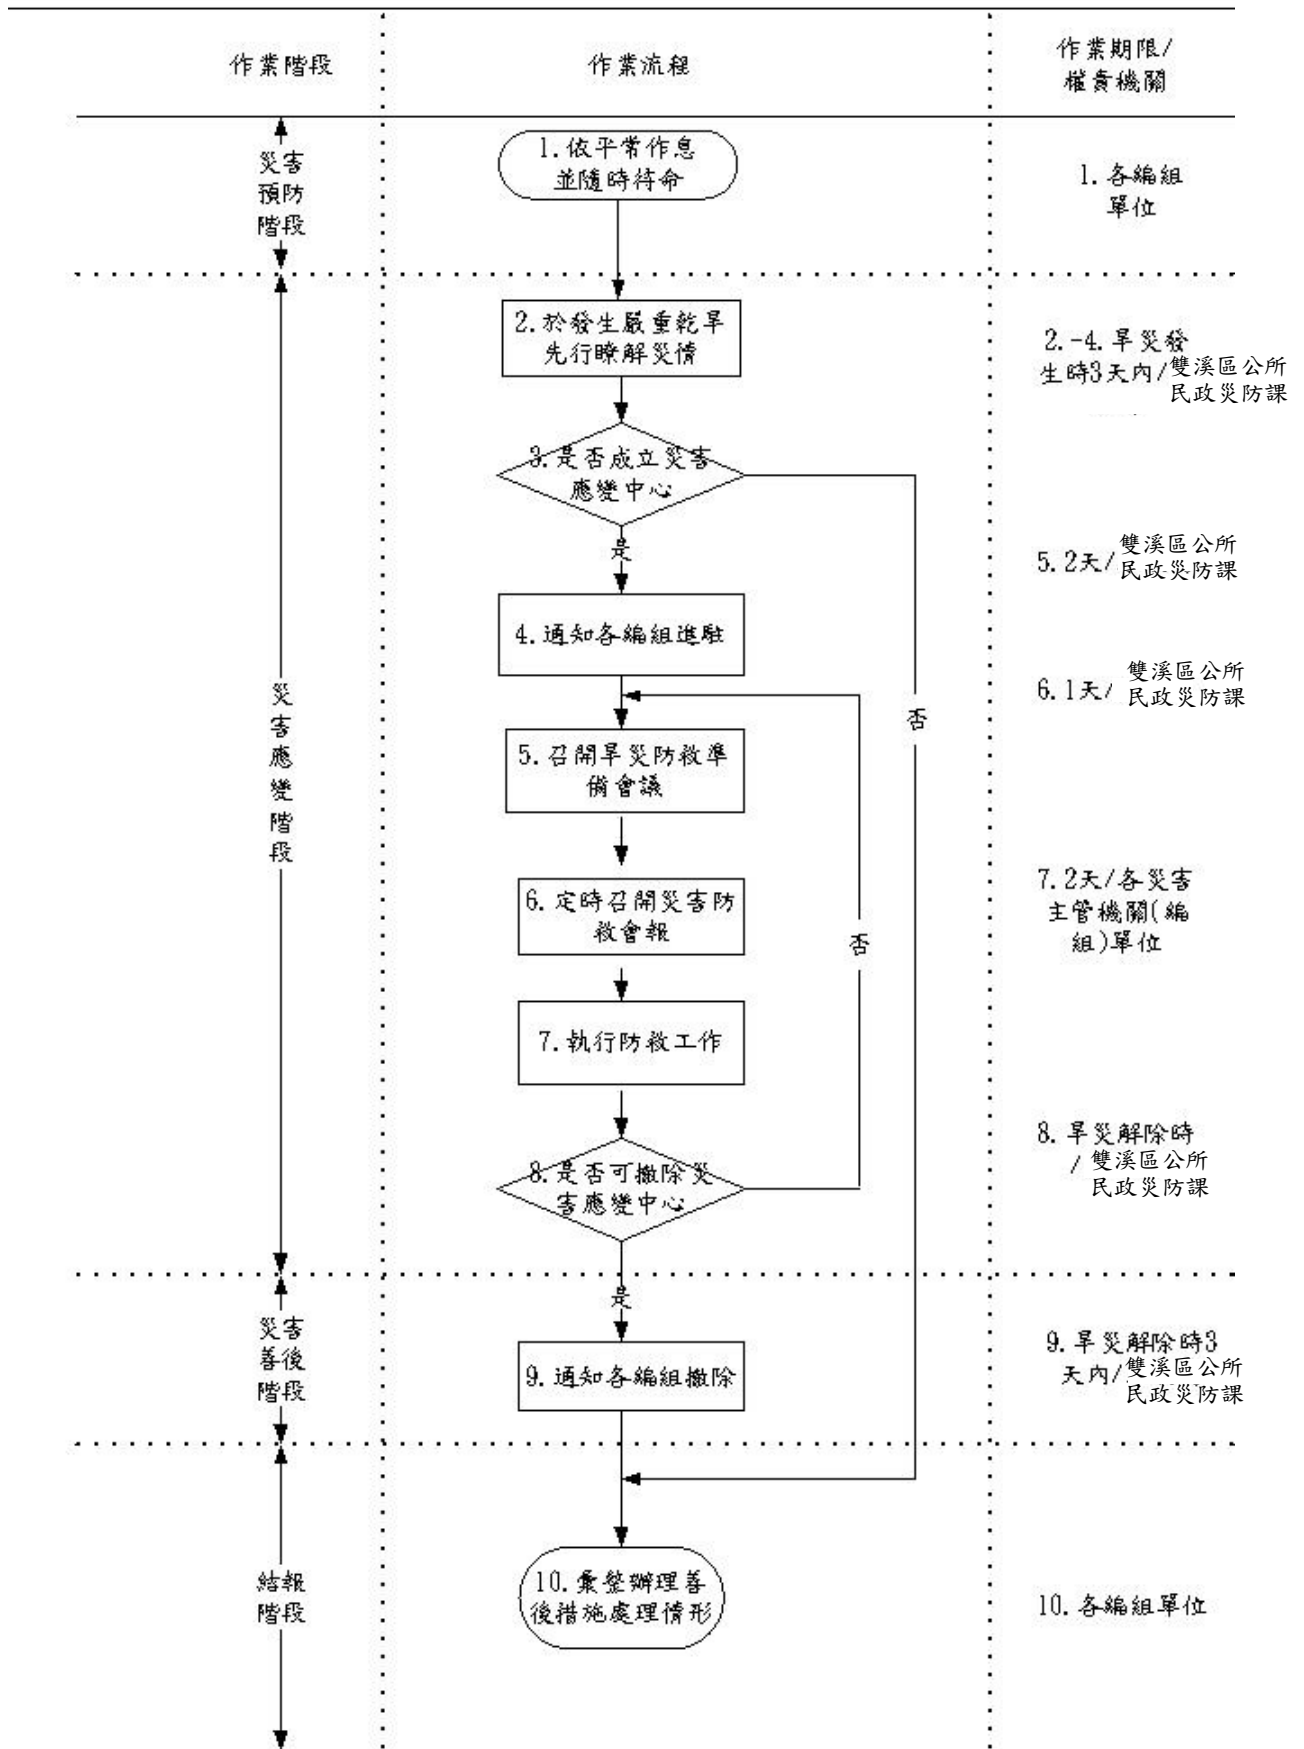 作業階段
作業流程
作業期限/
權責機關
災害
預防
階段
1.依平常作息
並隨時待命
1.各編組
單位
2.於發生嚴重乾旱
先行瞭解災情
2.-4.旱災發
生時3天內/雙溪區公所
民政災防課
3.是否成立災害
應變中心
是
5.2天/雙溪區公所
民政災防課
4.通知各編組進駐
6.1天/雙溪區公所
民政災防課
災
害
應
變
階
段
否
5.召開旱災防救準
備會議
6.定時召開災害防
救會報
否
7.2天/各災害
主管機關(編
組)單位
7.執行防救工作
8.是否可撤除災
害應變中心
8.旱災解除時
/雙溪區公所
民政災防課
是
災害
善後
階段
9.通知各編組撤除
9.旱災解除時3
天內/雙溪區公所
民政災防課
結報
階段
10.彙整辦理善
後措施處理情形
10.各編組單位